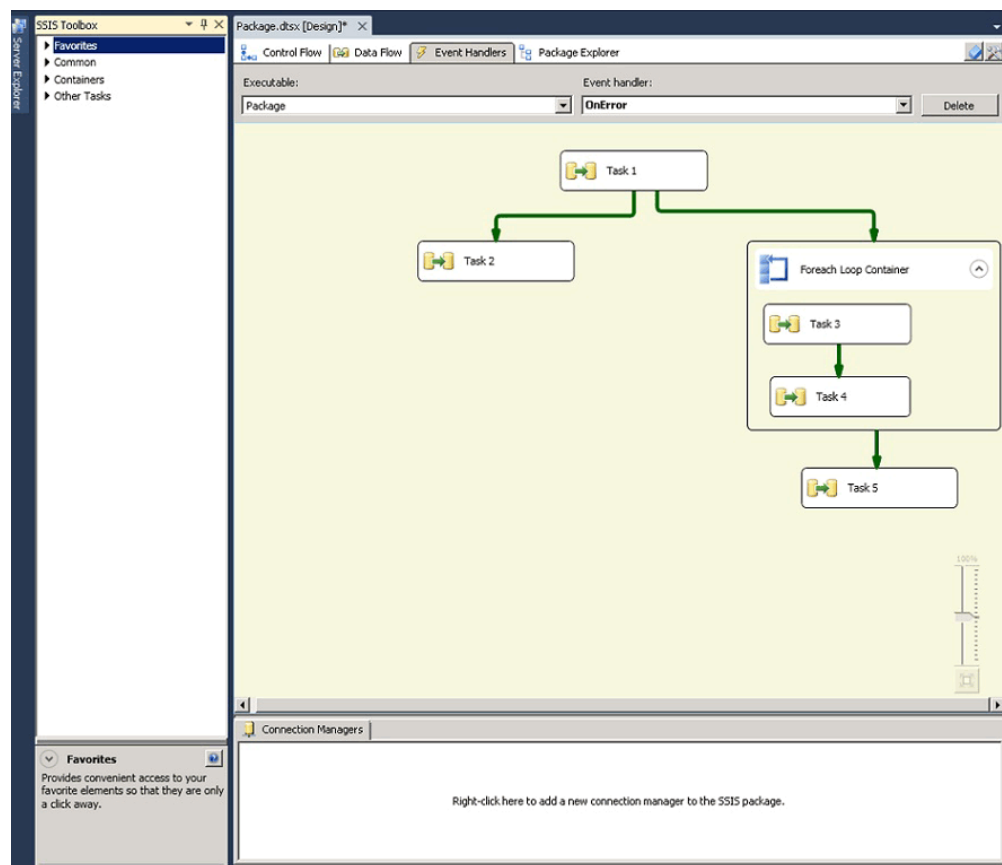 SSIS Toolbox
Package.dtsx [Design]*
Server Explorer
Favorites
Common
Containers
Other Tasks
Control Flow
Data Flow
Event Handlers
Package Explorer
Executable:
Event handler:
Package
OnError
Delete
Task 1
Task 2
Foreach Loop Container
Task 3
Task 4
Task 5
100%
Connection Managers
Favorites
Provides convenient access to your
favorite elements so that they are only
a click away.
Right-click here to add a new connection manager to the SSIS package.